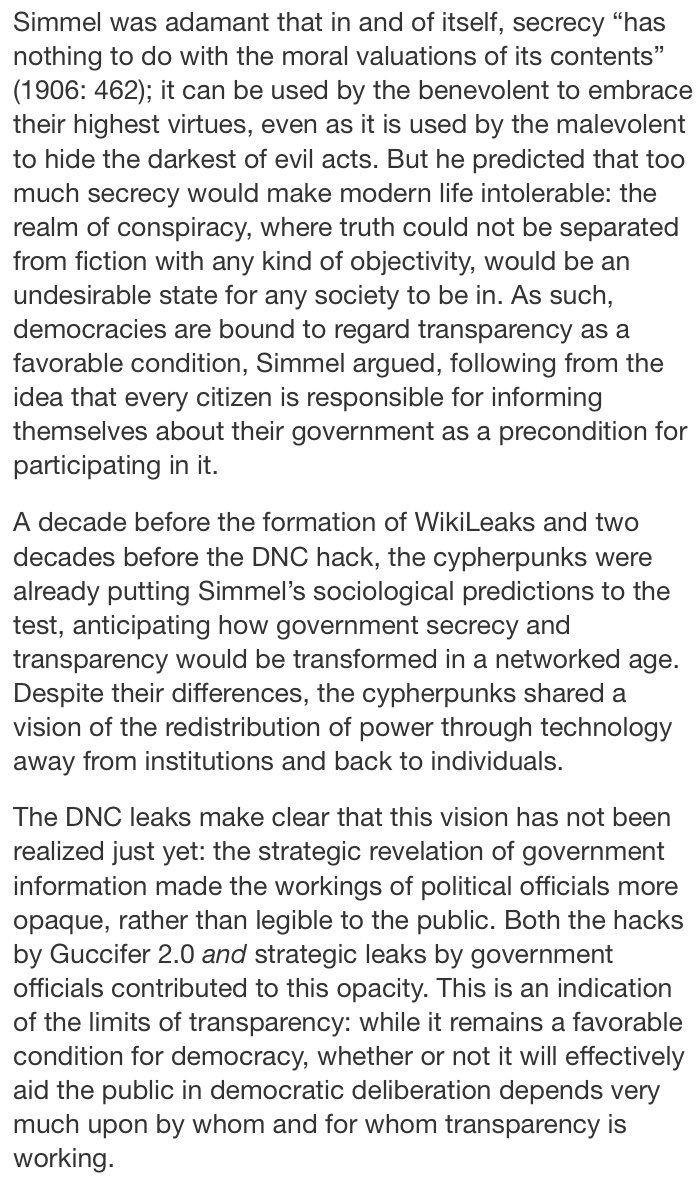 Simmel was adamant that in and of itself, secrecy “has
nothing to do with the moral valuations of its contents”
(1906: 462); it can be used by the benevolent to embrace
their highest virtues, even as it is used by the malevolent
to hide the darkest of evil acts. But he predicted that too
much secrecy would make modern life intolerable: the
realm of conspiracy, where truth could not be separated
from fiction with any kind of objectivity, would be an
undesirable state for any society to be in. As such,
democracies are bound to regard transparency as a
favorable condition, Simmel argued, following from the
idea that every citizen is responsible for informing
themselves about their government as a precondition for
participating in it.
A decade before the formation of WikiLeaks and two
decades before the DNC hack, the cypherpunks were
already putting Simmel’s sociological predictions to the
test, anticipating how government secrecy and
transparency would be transformed in a networked age.
Despite their differences, the cypherpunks shared a
vision of the redistribution of power through technology
away from institutions and back to individuals.
The DNC leaks make clear that this vision has not been
realized just yet: the strategic revelation of government
information made the workings of political officials more
opaque, rather than legible to the public. Both the hacks
by Guccifer 2.0 and strategic leaks by government
officials contributed to this opacity. This is an indication
of the limits of transparency: while it remains a favorable
condition for democracy, whether or not it will effectively
aid the public in democratic deliberation depends very
much upon by whom and for whom transparency is
working.